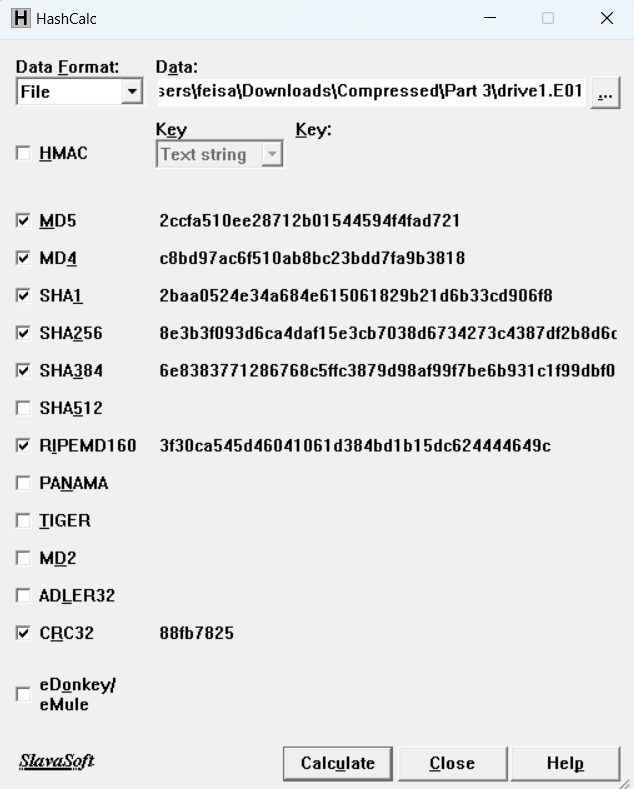 HashCalc
Data Format: Data:
File sers\feisa\Downloads\Compressed\Part 3\drive1.E01 ...
Key Key:
HMAC Text string
MD5 2ccfa510ee28712b01544594f4fad721
MD4 c8bd97ac6f510ab8bc23bdd7fa9b3818
SHA1 2baa0524e34a684e615061829b21d6b33cd906f8
SHA256 8e3b3f093d6ca4daf15e3cb7038d6734273c4387df2b8d6c
SHA384 6e8383771286768c5ffc3879d98af99f7be6b931c1f99dbf0
SHA512
RIPEMD160 3f30ca545d46041061d384bd1b15dc624444649c
PANAMA
TIGER
MD2
ADLER32
CRC32 88fb7825
eDonkey/
eMule
SlavaSoft Calculate Close Help